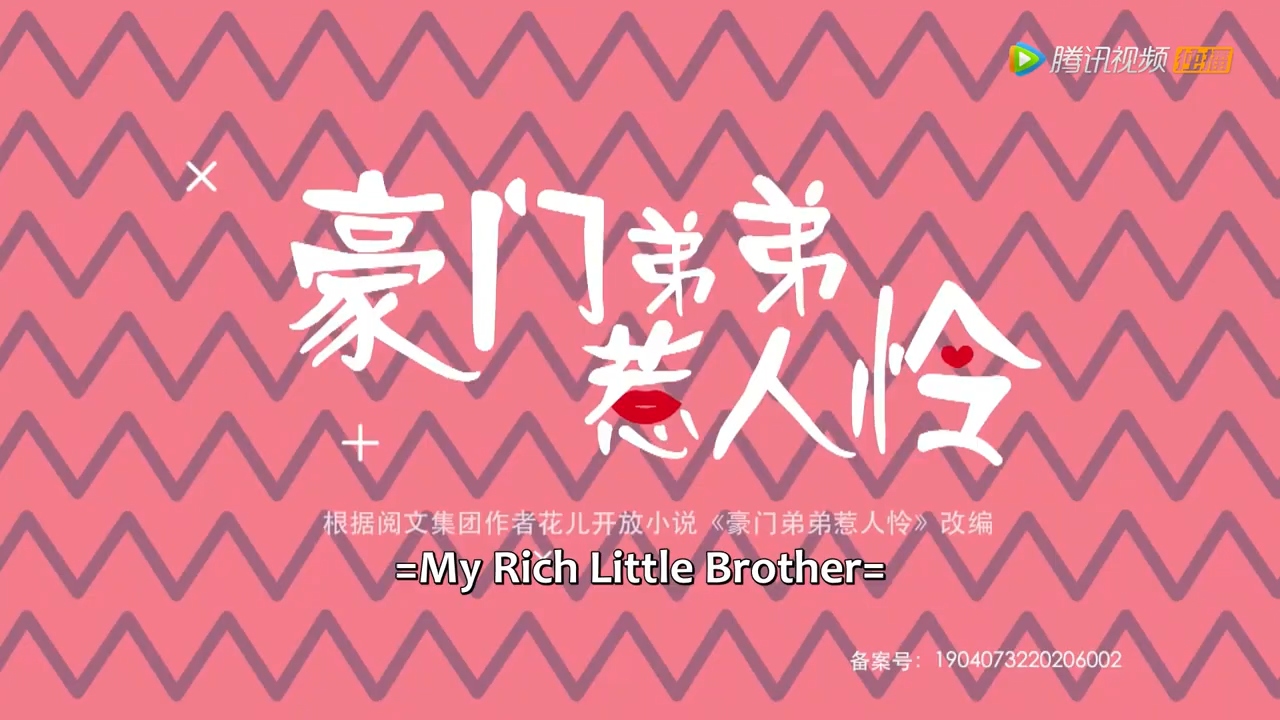 腾讯视频 独播
豪门弟弟
惹人怜
根据阅文集团作者花儿开放小说《豪门弟弟惹人怜》改编
=My Rich Little Brother=
备案号：1904073220206002